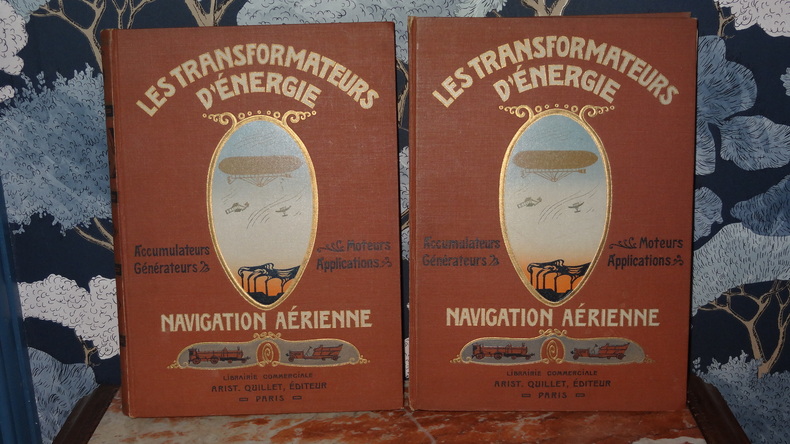 LES TRANSFORMATEURS
D'ÉNERGIE
Accumulateurs
Générateurs
& Moteurs
Applications
NAVIGATION AÉRIENNE
LIBRAIRIE COMMERCIALE
ARIST. QUILLET, ÉDITEUR
PARIS
LES TRANSFORMATEURS
D'ÉNERGIE
Accumulateurs
Générateurs
& Moteurs
Applications
NAVIGATION AÉRIENNE
LIBRAIRIE COMMERCIALE
ARIST. QUILLET, ÉDITEUR
PARIS